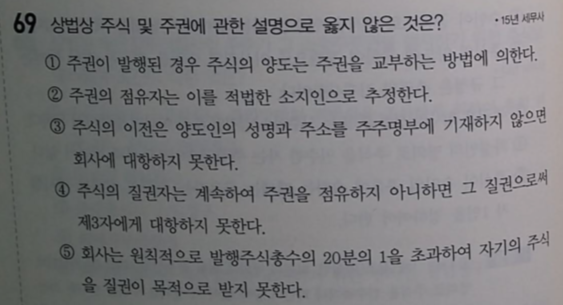 69 상법상 주식 및 주권에 관한 설명으로 옳지 않은 것은? • 15년 세무사
① 주권이 발행된 경우 주식의 양도는 주권을 교부하는 방법에 의한다.
② 주권의 점유자는 이를 적법한 소지인으로 추정한다.
③ 주식의 이전은 양도인의 성명과 주소를 주주명부에 기재하지 않으면
회사에 대항하지 못한다.
④ 주식의 질권자는 계속하여 주권을 점유하지 아니하면 그 질권으로써
제3자에게 대항하지 못한다.
⑤ 회사는 원칙적으로 발행주식총수의 20분의 1을 초과하여 자기의 주식
을 질권이 목적으로 받지 못한다.